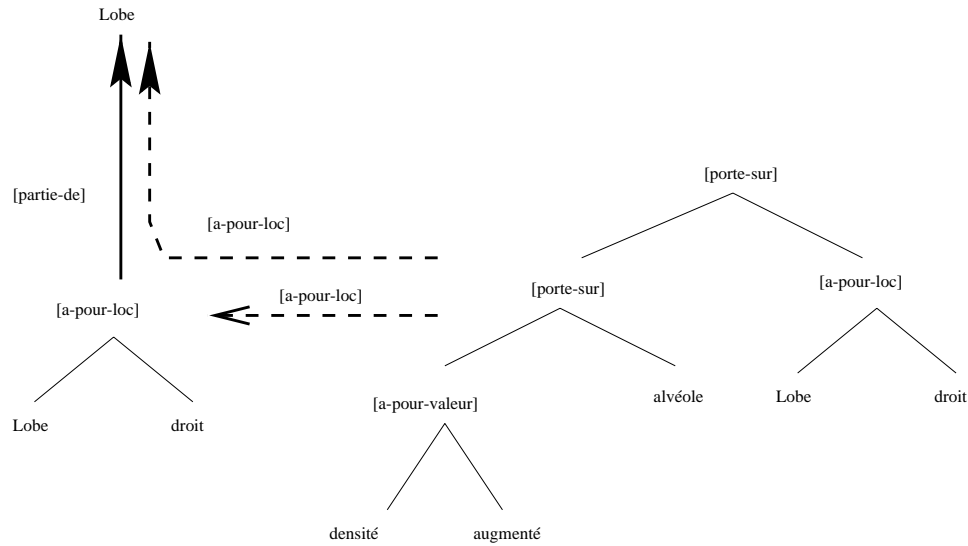 Lobe
[porte-sur]
[partie-de]
[a-pour-loc]
[porte-sur]
[a-pour-loc]
[a-pour-loc]
[a-pour-loc]
Lobe
droit
[a-pour-valeur]
alvéole
Lobe
droit
densité
augmenté